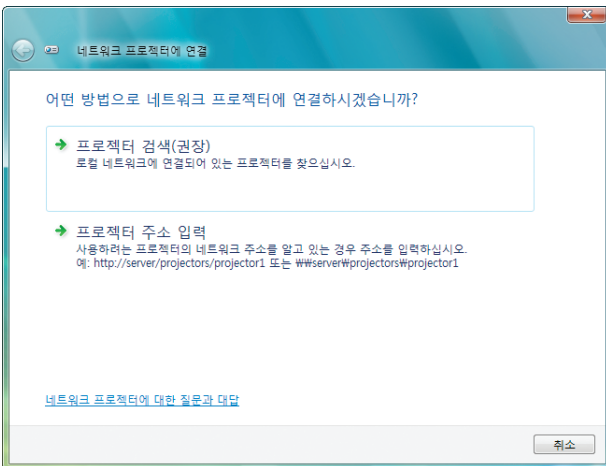 네트워크 프로젝터에 연결
어떤 방법으로 네트워크 프로젝터에 연결하시겠습니까?
프로젝터 검색(권장)
로컬 네트워크에 연결되어 있는 프로젝터를 찾으십시오.
프로젝터 주소 입력
사용하려는 프로젝터의 네트워크 주소를 알고 있는 경우 주소를 입력하십시오.
예: http://server/projectors/projector1 또는 ₩₩server₩projectors₩projector1
네트워크 프로젝터에 대한 질문과 대답
취소